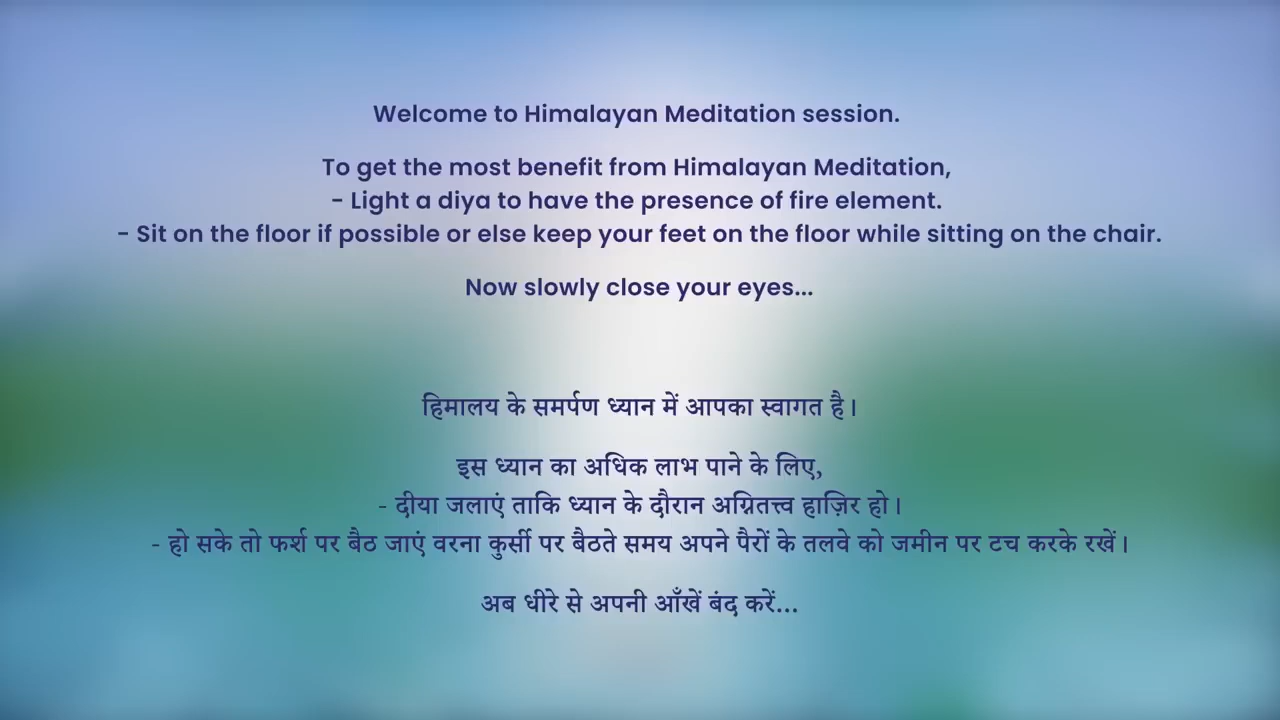 Welcome to Himalayan Meditation session.
To get the most benefit from Himalayan Meditation,
- Light a diya to have the presence of fire element.
- Sit on the floor if possible or else keep your feet on the floor while sitting on the chair.
Now slowly close your eyes...
हिमालय के समर्पण ध्यान में आपका स्वागत है।
इस ध्यान का अधिक लाभ पाने के लिए,
- दीया जलाएं ताकि ध्यान के दौरान अग्नितत्त्व हाज़िर हो।
- हो सके तो फर्श पर बैठ जाएं वरना कुर्सी पर बैठते समय अपने पैरों के तलवे को जमीन पर टच करके रखें।
अब धीरे से अपनी आँखें बंद करें...